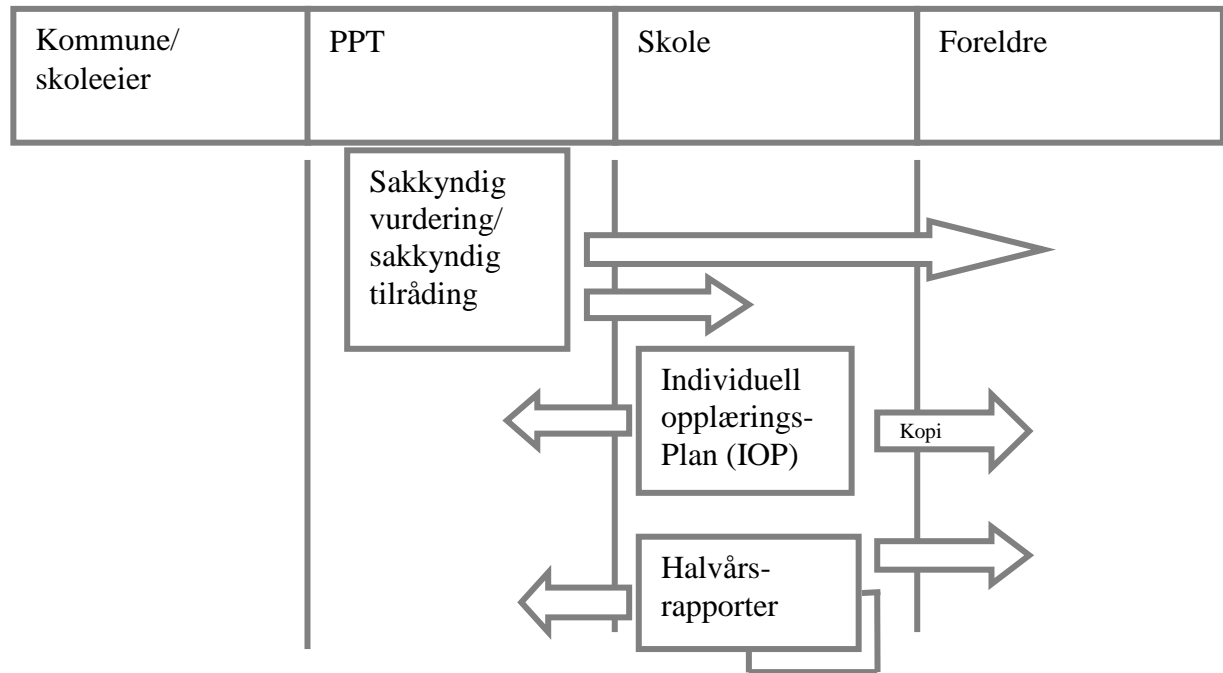 Kommune/
skoleeier
PPT
Skole
Foreldre
Sakkyndig
vurdering/
sakkyndig
tilråding
Individuell
opplærings-
Plan (IOP)
Kopi
Halvårs-
rapporter